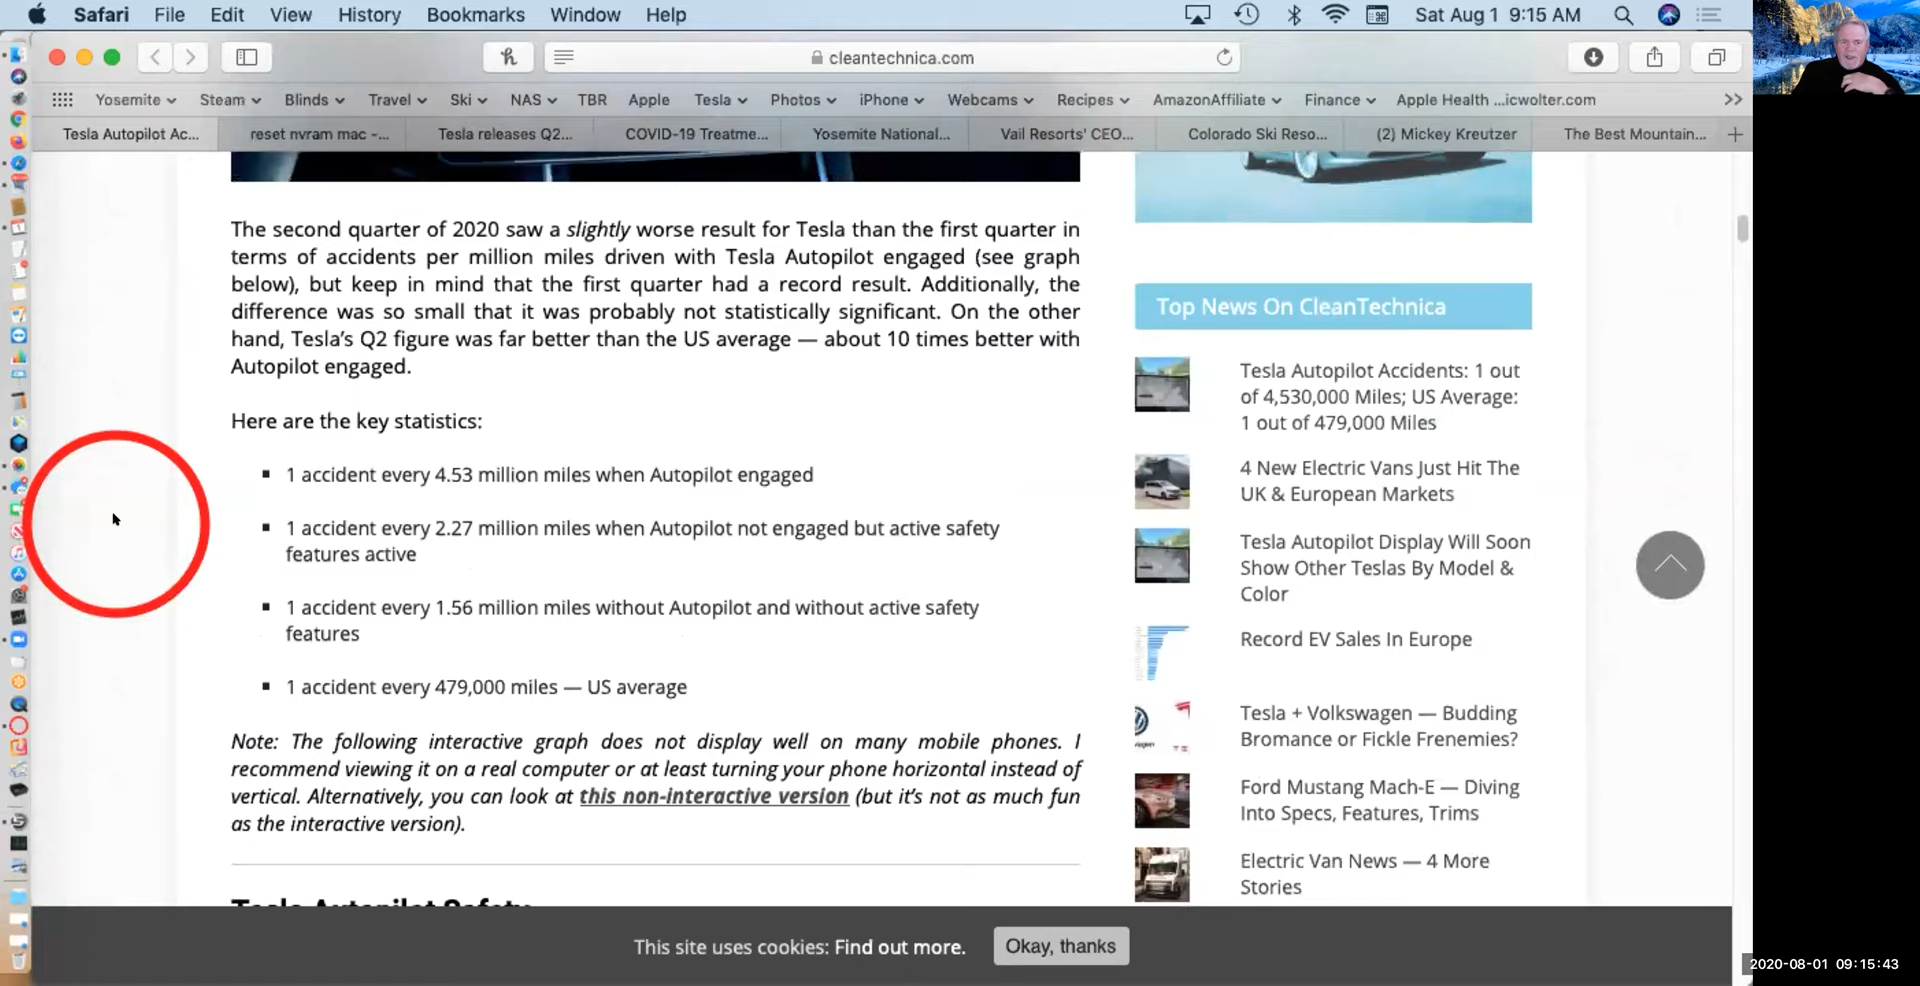 Safari File Edit View History Bookmarks Window Help Sat Aug 1 9:15 AM
cleantechnica.com
Yosemite Steam Blinds Travel Ski NAS TBR Apple Tesla Photos iPhone Webcams Recipes AmazonAffiliate Finance Apple Health ...icwolter.com
Tesla Autopilot Ac... reset nvram mac -... Tesla releases Q2... COVID-19 Treatme... Yosemite National... Vail Resorts' CEO... Colorado Ski Reso... (2) Mickey Kreutzer The Best Mountain...
The second quarter of 2020 saw a slightly worse result for Tesla than the first quarter in
terms of accidents per million miles driven with Tesla Autopilot engaged (see graph
below), but keep in mind that the first quarter had a record result. Additionally, the
difference was so small that it was probably not statistically significant. On the other
hand, Tesla's Q2 figure was far better than the US average — about 10 times better with
Autopilot engaged.
Here are the key statistics:
1 accident every 4.53 million miles when Autopilot engaged
1 accident every 2.27 million miles when Autopilot not engaged but active safety
features active
1 accident every 1.56 million miles without Autopilot and without active safety
features
1 accident every 479,000 miles — US average
Note: The following interactive graph does not display well on many mobile phones. I
recommend viewing it on a real computer or at least turning your phone horizontal instead of
vertical. Alternatively, you can look at this non-interactive version (but it's not as much fun
as the interactive version).
Tesla Autopilot Safety
Top News On CleanTechnica
Tesla Autopilot Accidents: 1 out
of 4,530,000 Miles; US Average:
1 out of 479,000 Miles
4 New Electric Vans Just Hit The
UK & European Markets
Tesla Autopilot Display Will Soon
Show Other Teslas By Model &
Color
Record EV Sales In Europe
Tesla + Volkswagen — Budding
Bromance or Fickle Frenemies?
Ford Mustang Mach-E — Diving
Into Specs, Features, Trims
Electric Van News — 4 More
Stories
This site uses cookies: Find out more. Okay, thanks
2020-08-01 09:15:43